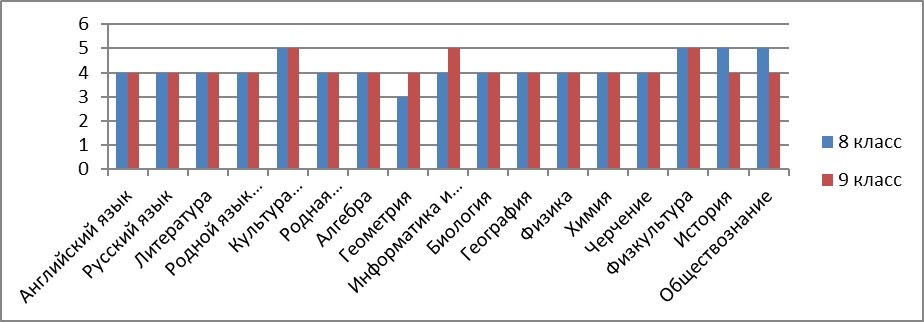 6
5
4
3
2
1
0
Английский язык
Русский язык
Литература
Родной язык...
Культура...
Родная...
Алгебра
Геометрия
Информатика и...
Биология
География
Физика
Химия
Черчение
Физкультура
История
Обществознание
8 класс
9 класс